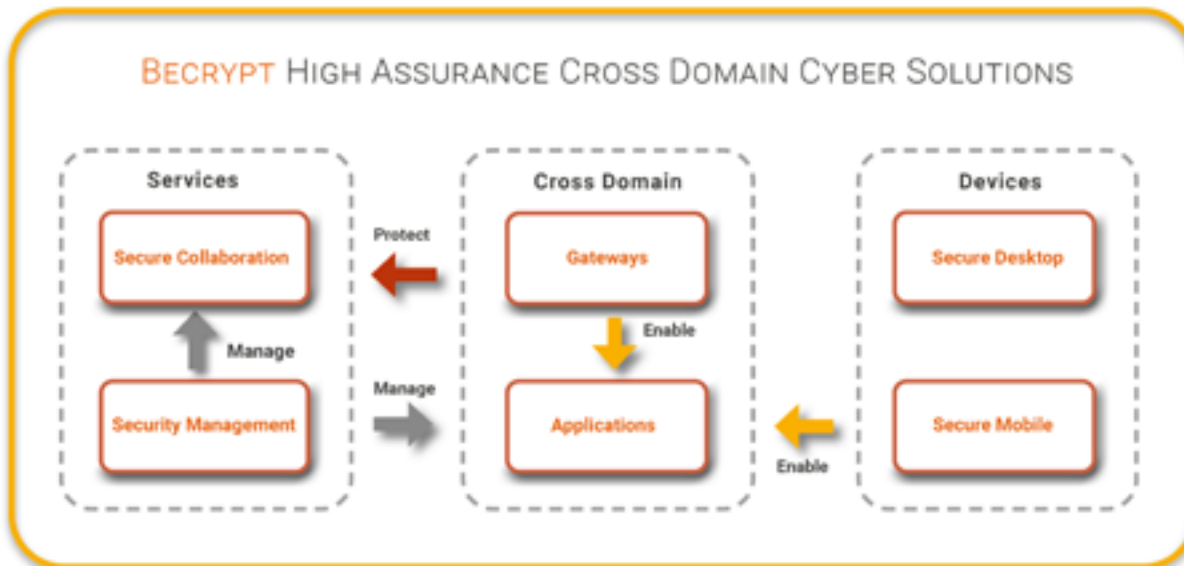 BECRYPT HIGH ASSURANCE CROSS DOMAIN CYBER SOLUTIONS
Services
Secure Collaboration
Manage
Security Management
Protect
Manage
Cross Domain
Gateways
Enable
Applications
Enable
Devices
Secure Desktop
Secure Mobile